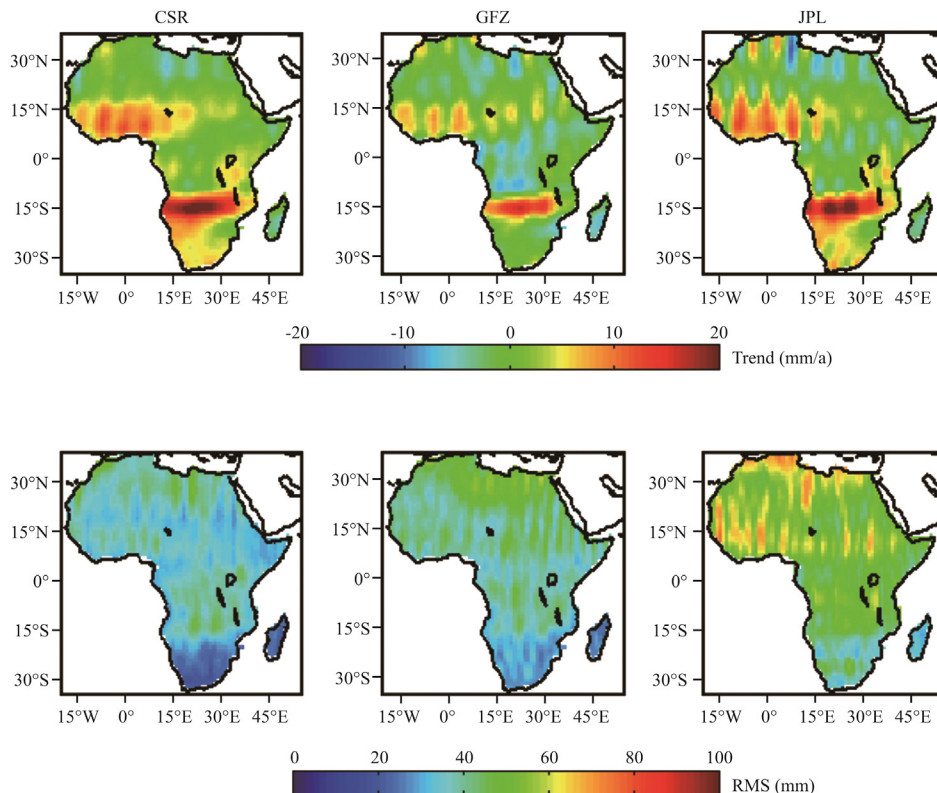 CSR GFZ JPL
30°N 30°N 30°N
15°N 15°N 15°N
0° 0° 0°
15°S 15°S 15°S
30°S 30°S 30°S
15°W 0° 15°E 30°E 45°E 15°W 0° 15°E 30°E 45°E 15°W 0° 15°E 30°E 45°E
-20 -10 0 10 20
Trend (mm/a)
30°N 30°N 30°N
15°N 15°N 15°N
0° 0° 0°
15°S 15°S 15°S
30°S 30°S 30°S
15°W 0° 15°E 30°E 45°E 15°W 0° 15°E 30°E 45°E 15°W 0° 15°E 30°E 45°E
0 20 40 60 80 100
RMS (mm)